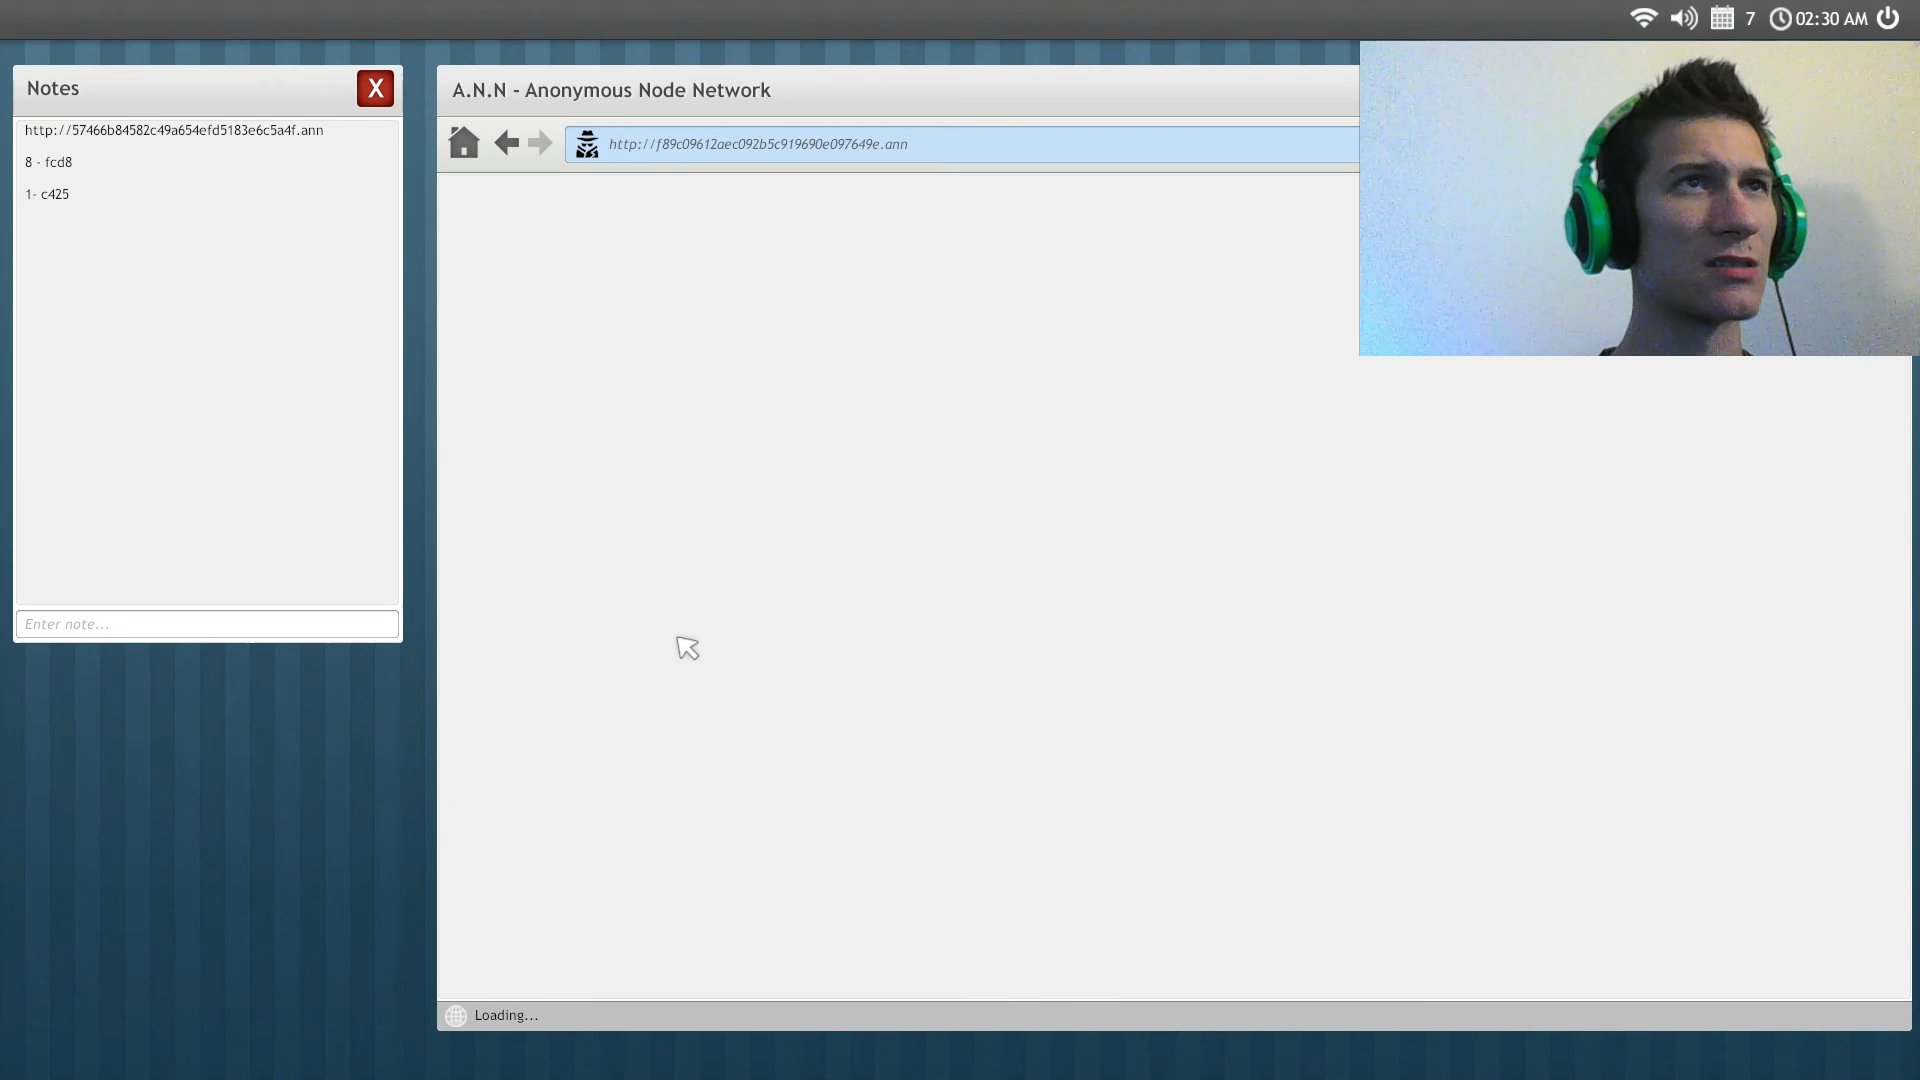 7 02:30 AM
Notes X
http://57466b84582c49a654efd5183e6c5a4f.ann
8 - fcd8
1- c425
Enter note...
A.N.N - Anonymous Node Network
http://f89c09612aec092b5c919690e097649e.ann
Loading...